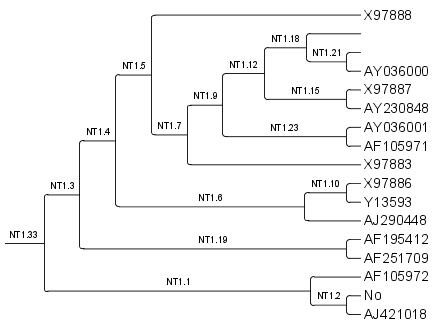 X97888
NT1.18
NT1.21
NT1.5
NT1.12
AY036000
X97887
NT1.15
NT1.9
AY230848
AY036001
NT1.4
NT1.7
NT1.23
AF105971
X97883
NT1.3
NT1.10
X97886
NT1.6
Y13593
AJ290448
NT1.33
NT1.19
AF195412
AF251709
NT1.1
AF105972
NT1.2
No
AJ421018